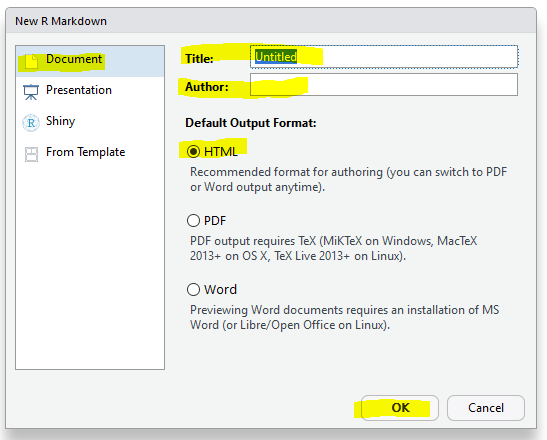 New R Markdown
Document
Presentation
Shiny
From Template
Title:
Untitled
Author:
Default Output Format:
HTML
Recommended format for authoring (you can switch to PDF
or Word output anytime).
PDF
PDF output requires TeX (MiKTeX on Windows, MacTeX
2013+ on OS X, TeX Live 2013+ on Linux).
Word
Previewing Word documents requires an installation of MS
Word (or Libre/Open Office on Linux).
OK
Cancel